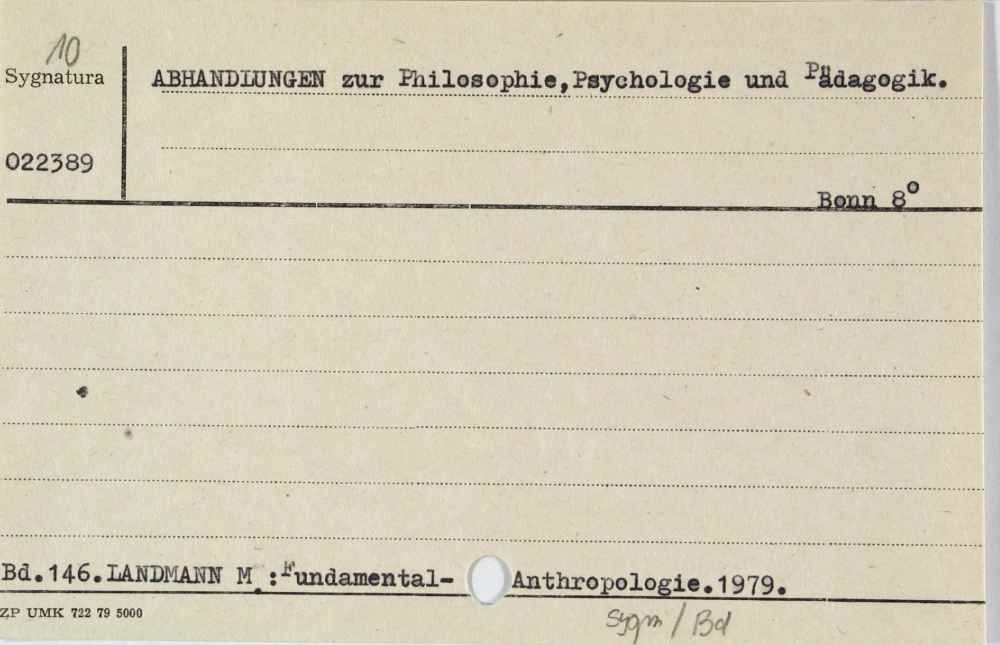 10
Sygnatura
ABHANDLUNGEN zur Philosophie,Psychologie und Pädagogik.
022389
Bonn 8°
Bd.146.LANDMANN M.:Fundamental- Anthropologie.1979.
ZP UMK 722 79 5000
Sygn / Bd